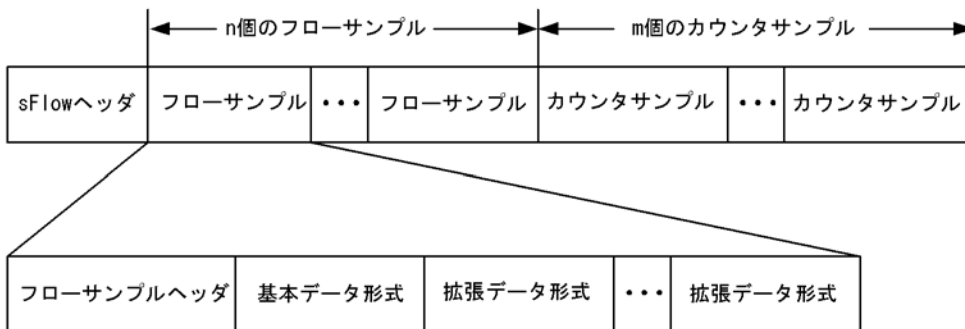 n個のフローサンプル m個のカウンタサンプル
sFlowヘッダ フローサンプル ・・・ フローサンプル カウンタサンプル ・・・ カウンタサンプル
フローサンプルヘッダ 基本データ形式 拡張データ形式 ・・・ 拡張データ形式